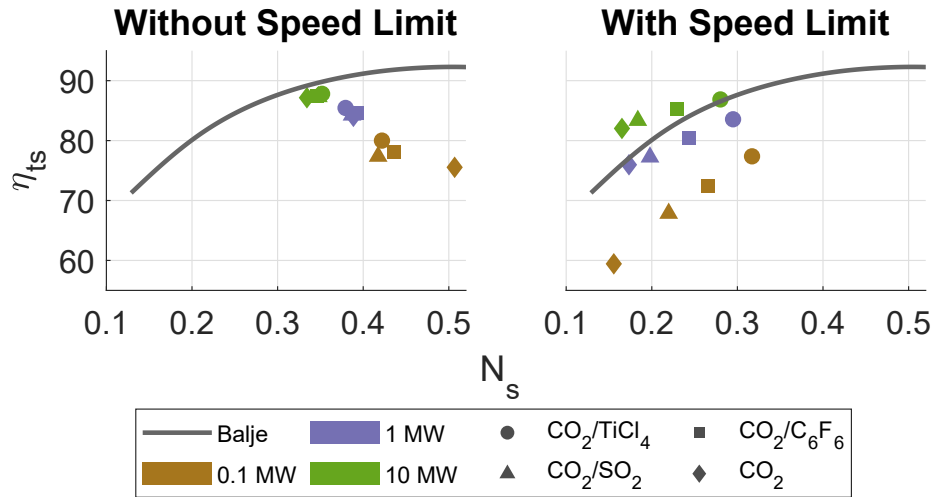 Without Speed Limit
With Speed Limit
η_ts
90
80
70
60
0.1 0.2 0.3 0.4 0.5
0.1 0.2 0.3 0.4 0.5
N_s
Balje
1 MW
CO₂/TiCl₄
CO₂/C₆F₆
0.1 MW
10 MW
CO₂/SO₂
CO₂